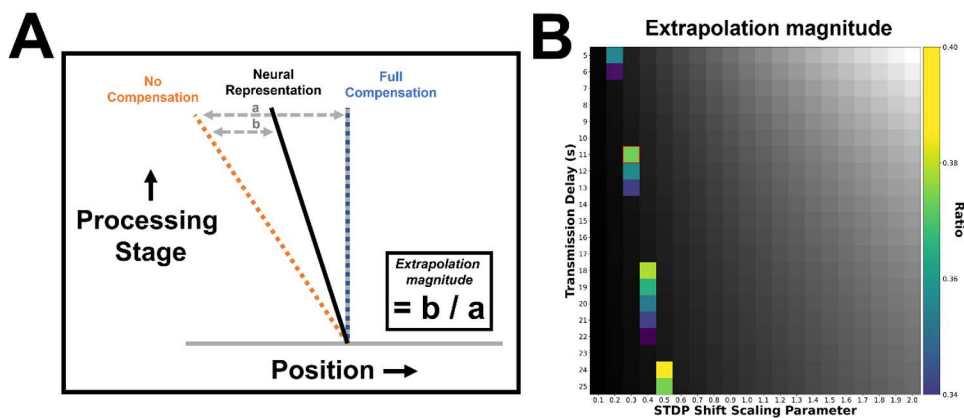 A
No
Compensation
Neural
Representation
Full
Compensation
a
b
Processing
Stage
Extrapolation
magnitude
= b / a
Position
B
Extrapolation magnitude
Transmission Delay (s)
5
6
7
8
9
10
11
12
13
14
15
16
17
18
19
20
21
22
23
24
25
0.1 0.2 0.3 0.4 0.5 0.6 0.7 0.8 0.9 1.0 1.1 1.2 1.3 1.4 1.5 1.6 1.7 1.8 1.9 2.0
STDP Shift Scaling Parameter
0.40
0.38
0.36
0.34
Ratio